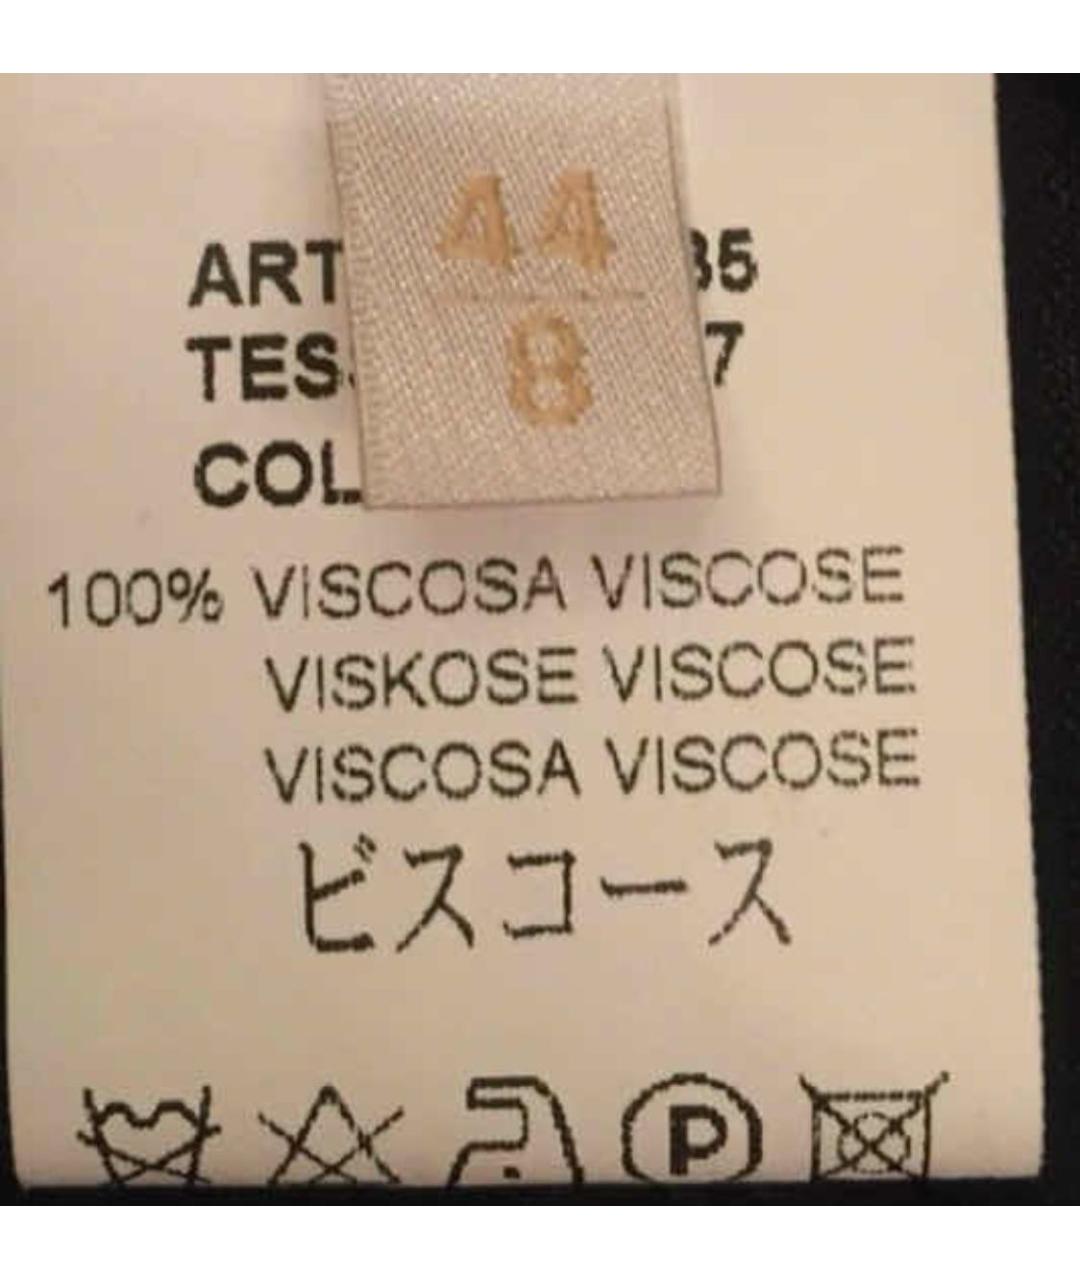 44
8
ART
35
TES
7
COL
100% VISCOSA VISCOSE
VISKOSE VISCOSE
VISCOSA VISCOSE
ビスコース
P